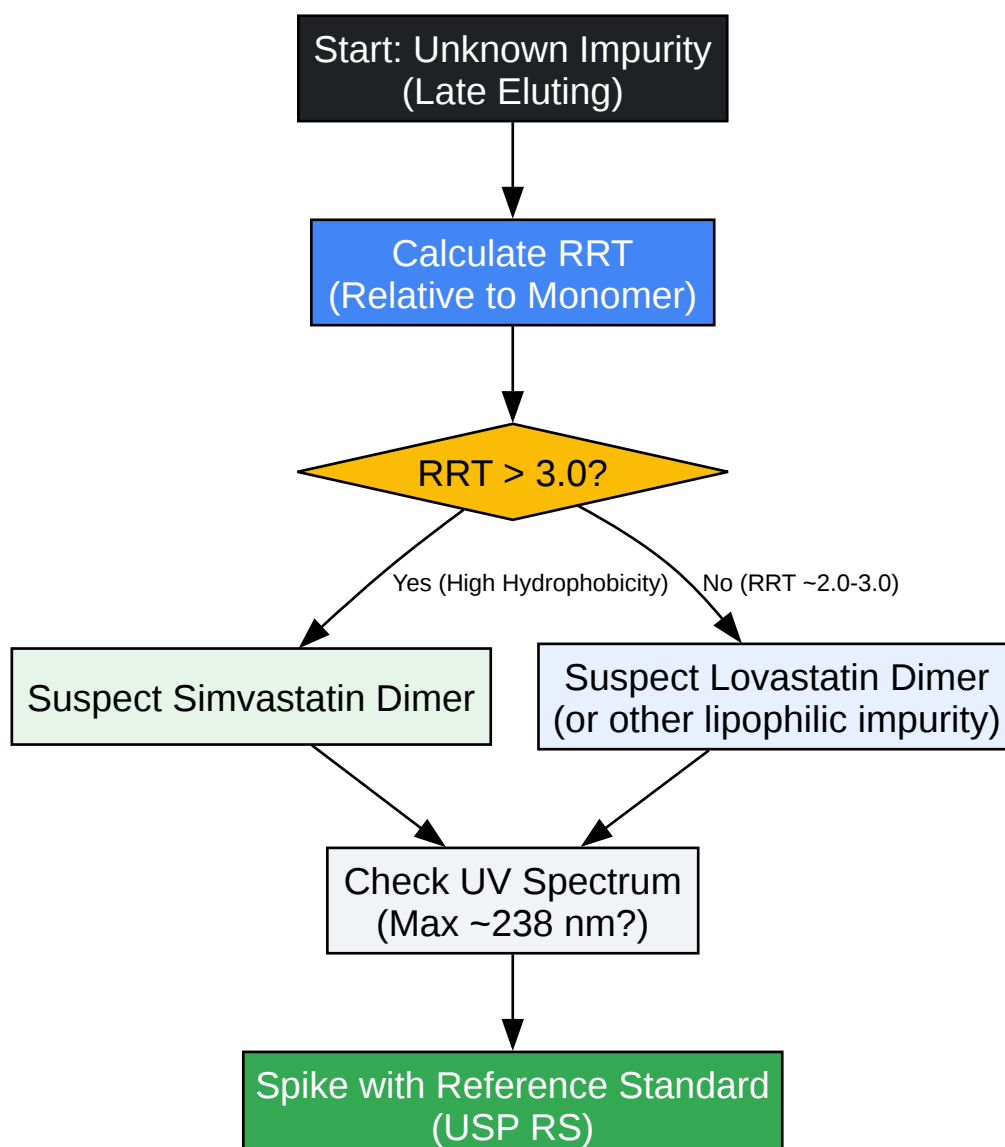 Start: Unknown Impurity
(Late Eluting)
Calculate RRT
(Relative to Monomer)
RRT > 3.0?
Yes (High Hydrophobicity)
No (RRT ~2.0-3.0)
Suspect Simvastatin Dimer
Suspect Lovastatin Dimer
(or other lipophilic impurity)
Check UV Spectrum
(Max ~238 nm?)
Spike with Reference Standard
(USP RS)